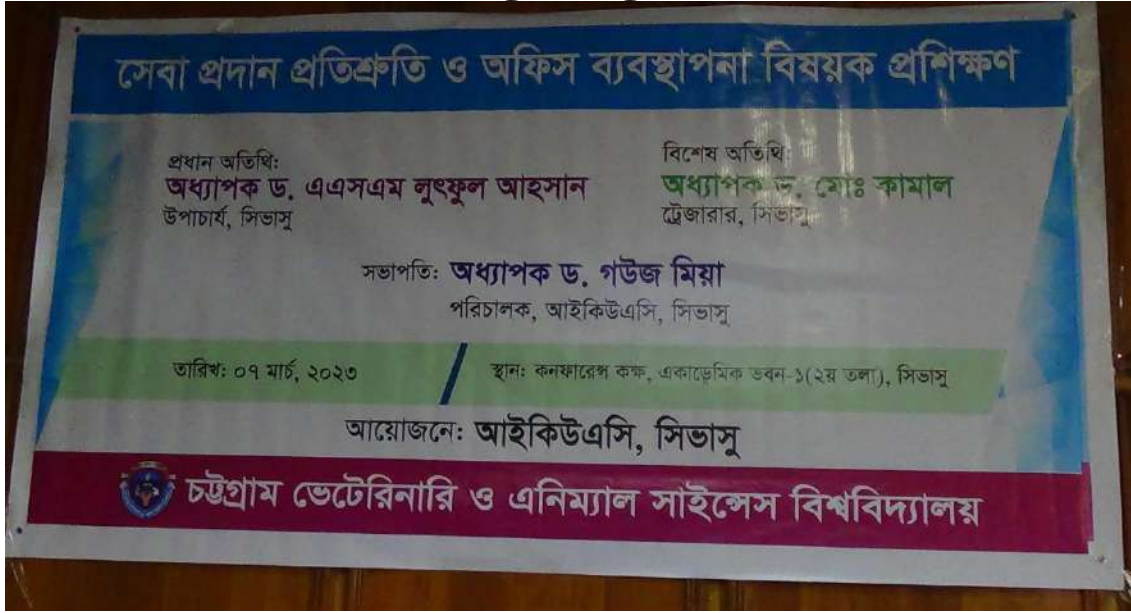 সেবা প্রদান প্রতিশ্রুতি ও অফিস ব্যবস্থাপনা বিষয়ক প্রশিক্ষণ
প্রধান অতিথি:
অধ্যাপক ড. এএসএম লুৎফুল আহসান
উপাচার্য, সিভাসু
বিশেষ অতিথি:
অধ্যাপক ড. মোঃ কামাল
ট্রেজারার, সিভাসু
সভাপতি: অধ্যাপক ড. গউজ মিয়া
পরিচালক, আইকিউএসি, সিভাসু
তারিখ: ০৭ মার্চ, ২০২৩
স্থান: কনফারেন্স কক্ষ, একাডেমিক ভবন-১(২য় তলা), সিভাসু
আয়োজনে: আইকিউএসি, সিভাসু
চট্টগ্রাম ভেটেরিনারি ও এনিম্যাল সাইন্সেস বিশ্ববিদ্যালয়